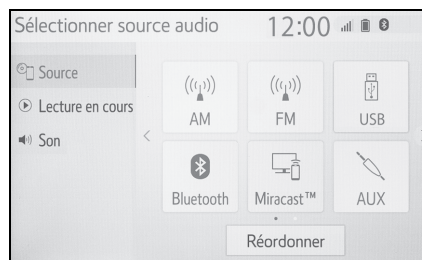 Sélectionner source audio 12:00
Source
Lecture en cours
Son
AM FM USB
Bluetooth Miracast™ AUX
Réordonner